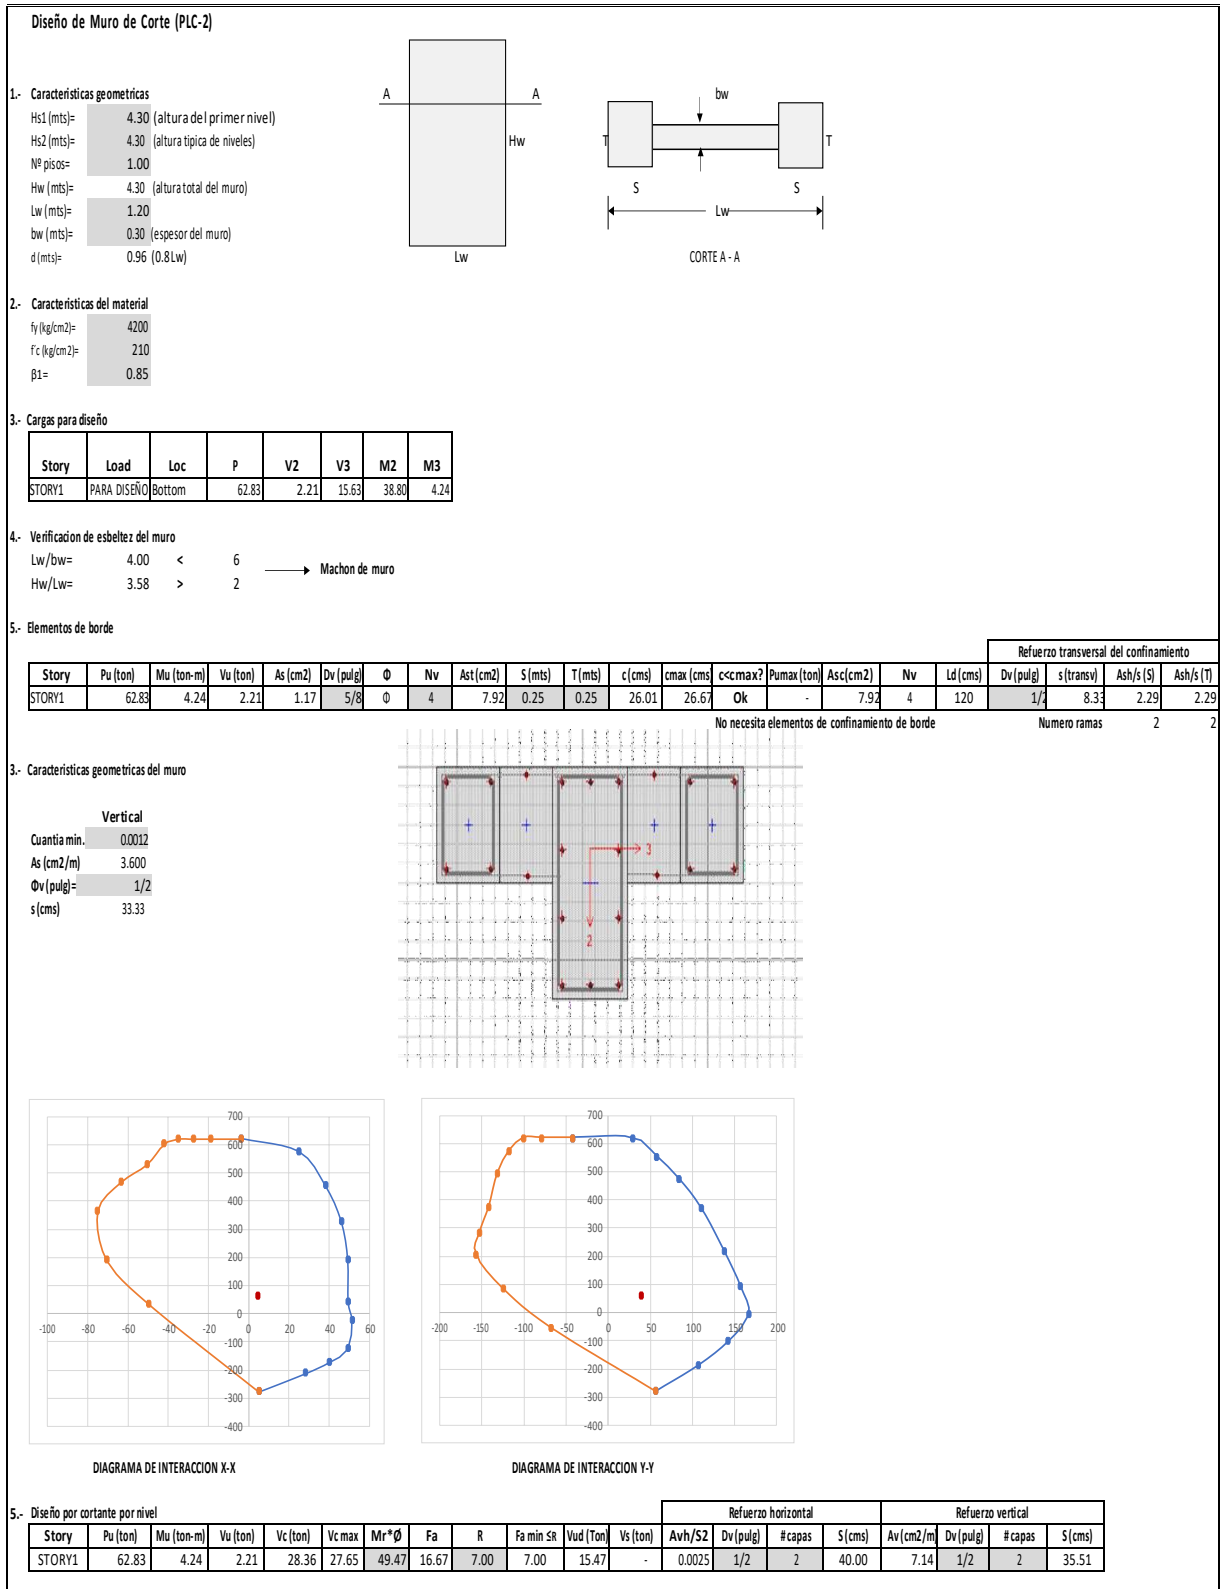 Diseño de Muro de Corte (PLC-2)
1.- Caracteristicas geometricas
Hs1 (mts)= 4.30 (altura del primer nivel)
Hs2 (mts)= 4.30 (altura tipica de niveles)
Nº pisos= 1.00
Hw (mts)= 4.30 (altura total del muro)
Lw (mts)= 1.20
bw (mts)= 0.30 (espesor del muro)
d (mts)= 0.96 (0.8Lw)
A A
Hw
Lw
bw
T T
S S
Lw
CORTE A - A
2.- Caracteristicas del material
fy (kg/cm2)= 4200
f´c (kg/cm2)= 210
β1= 0.85
3.- Cargas para diseño
Story Load Loc P V2 V3 M2 M3
STORY1 PARA DISEÑO Bottom 62.83 2.21 15.63 38.80 4.24
4.- Verificacion de esbeltez del muro
Lw/bw= 4.00 < 6
Hw/Lw= 3.58 > 2
Machon de muro
5.- Elementos de borde
Refuerzo transversal del confinamiento
Story Pu (ton) Mu (ton-m) Vu (ton) As (cm2) Dv (pulg) Φ Nv Ast (cm2) S (mts) T (mts) c (cms) cmax (cms) c<cmax? Pumax (ton) Asc(cm2) Nv Ld (cms) Dv (pulg) s (transv) Ash/s (S) Ash/s (T)
STORY1 62.83 4.24 2.21 1.17 5/8 Φ 4 7.92 0.25 0.25 26.01 26.67 Ok - 7.92 4 120 1/2 8.33 2.29 2.29
No necesita elementos de confinamiento de borde Numero ramas 2 2
3.- Caracteristicas geometricas del muro
Vertical
Cuantia min. 0.0012
As (cm2/m) 3.600
Φv (pulg)= 1/2
s (cms) 33.33
3
2
700
600
500
400
300
200
100
0
-100
-200
-300
-400
-100 -80 -60 -40 -20 0 20 40 60
DIAGRAMA DE INTERACCION X-X
700
600
500
400
300
200
100
0
-100
-200
-300
-400
-200 -150 -100 -50 0 50 100 150 200
DIAGRAMA DE INTERACCION Y-Y
5.- Diseño por cortante por nivel
Refuerzo horizontal Refuerzo vertical
Story Pu (ton) Mu (ton-m) Vu (ton) Vc (ton) Vc max Mr*Ø Fa R Fa min ≤R Vud (Ton) Vs (ton) Avh/S2 Dv (pulg) # capas S (cms) Av (cm2/m) Dv (pulg) # capas S (cms)
STORY1 62.83 4.24 2.21 28.36 27.65 49.47 16.67 7.00 7.00 15.47 - 0.0025 1/2 2 40.00 7.14 1/2 2 35.51